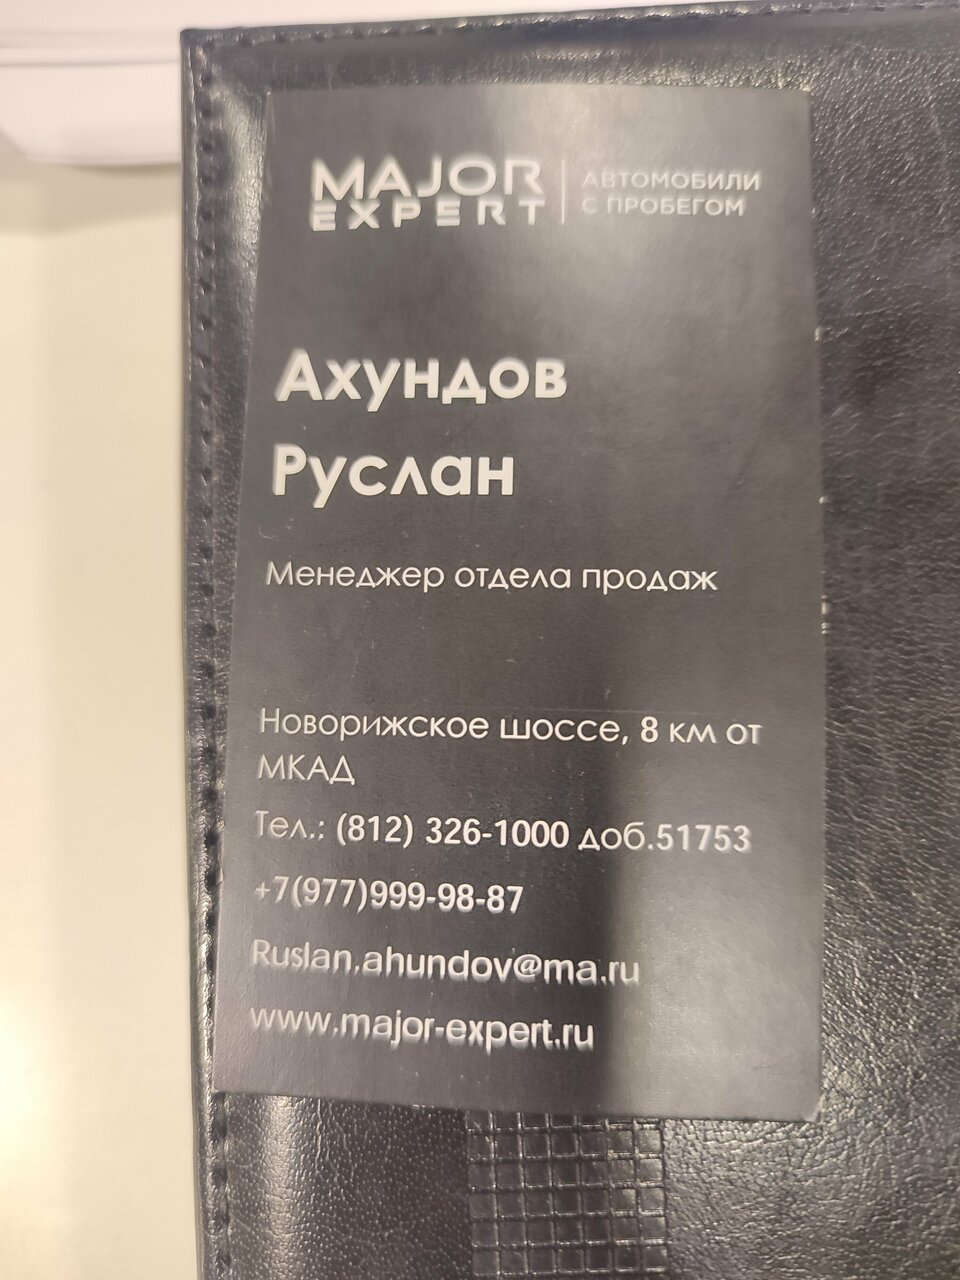 MAJOR EXPERT
АВТОМОБИЛИ С ПРОБЕГОМ
Ахундов
Руслан
Менеджер отдела продаж
Новорижское шоссе, 8 км от
МКАД
Тел.: (812) 326-1000 доб.51753
+7(977)999-98-87
Ruslan.ahundov@ma.ru
www.major-expert.ru